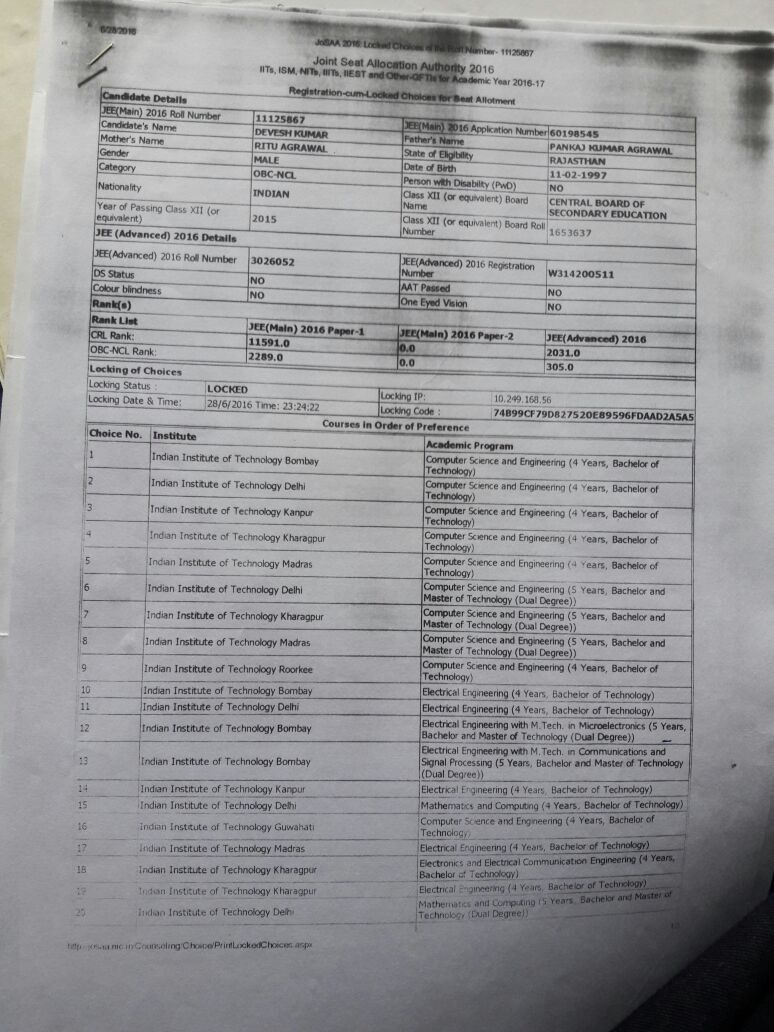 6/28/2016
JoSAA 2016: Locked Choices of the Roll Number- 11125867
Joint Seat Allocation Authority 2016
IITs, ISM, NITs, IIITs, IIEST and Other-GFTIs for Academic Year 2016-17
Registration-cum-Locked Choices for Seat Allotment
Candidate Details
JEE(Main) 2016 Roll Number 11125867 JEE(Main) 2016 Application Number 60198545
Candidate's Name DEVESH KUMAR Father's Name PANKAJ KUMAR AGRAWAL
Mother's Name RITU AGRAWAL State of Eligibility RAJASTHAN
Gender MALE Date of Birth 11-02-1997
Category OBC-NCL Person with Disability (PwD) NO
Nationality INDIAN Class XII (or equivalent) Board Name CENTRAL BOARD OF SECONDARY EDUCATION
Year of Passing Class XII (or equivalent) 2015 Class XII (or equivalent) Board Roll Number 1653637
JEE (Advanced) 2016 Details
JEE(Advanced) 2016 Roll Number 3026052 JEE(Advanced) 2016 Registration Number W314200511
DS Status NO AAT Passed NO
Colour blindness NO One Eyed Vision NO
Rank(s)
Rank List JEE(Main) 2016 Paper-1 JEE(Main) 2016 Paper-2 JEE(Advanced) 2016
CRL Rank: 11591.0 0.0 2031.0
OBC-NCL Rank: 2289.0 0.0 305.0
Locking of Choices
Locking Status : LOCKED Locking IP: 10.249.168.56
Locking Date & Time: 28/6/2016 Time: 23:24:22 Locking Code : 74B99CF79D827520E89596FDAAD2A5A5
Courses in Order of Preference
Choice No. Institute Academic Program
1 Indian Institute of Technology Bombay Computer Science and Engineering (4 Years, Bachelor of Technology)
2 Indian Institute of Technology Delhi Computer Science and Engineering (4 Years, Bachelor of Technology)
3 Indian Institute of Technology Kanpur Computer Science and Engineering (4 Years, Bachelor of Technology)
4 Indian Institute of Technology Kharagpur Computer Science and Engineering (4 Years, Bachelor of Technology)
5 Indian Institute of Technology Madras Computer Science and Engineering (4 Years, Bachelor of Technology)
6 Indian Institute of Technology Delhi Computer Science and Engineering (5 Years, Bachelor and Master of Technology (Dual Degree))
7 Indian Institute of Technology Kharagpur Computer Science and Engineering (5 Years, Bachelor and Master of Technology (Dual Degree))
8 Indian Institute of Technology Madras Computer Science and Engineering (5 Years, Bachelor and Master of Technology (Dual Degree))
9 Indian Institute of Technology Roorkee Computer Science and Engineering (4 Years, Bachelor of Technology)
10 Indian Institute of Technology Bombay Electrical Engineering (4 Years, Bachelor of Technology)
11 Indian Institute of Technology Delhi Electrical Engineering (4 Years, Bachelor of Technology)
12 Indian Institute of Technology Bombay Electrical Engineering with M.Tech. in Microelectronics (5 Years, Bachelor and Master of Technology (Dual Degree))
13 Indian Institute of Technology Bombay Electrical Engineering with M.Tech. in Communications and Signal Processing (5 Years, Bachelor and Master of Technology (Dual Degree))
14 Indian Institute of Technology Kanpur Electrical Engineering (4 Years, Bachelor of Technology)
15 Indian Institute of Technology Delhi Mathematics and Computing (4 Years, Bachelor of Technology)
16 Indian Institute of Technology Guwahati Computer Science and Engineering (4 Years, Bachelor of Technology)
17 Indian Institute of Technology Madras Electrical Engineering (4 Years, Bachelor of Technology)
18 Indian Institute of Technology Kharagpur Electronics and Electrical Communication Engineering (4 Years, Bachelor of Technology)
19 Indian Institute of Technology Kharagpur Electrical Engineering (4 Years, Bachelor of Technology)
20 Indian Institute of Technology Delhi Mathematics and Computing (5 Years, Bachelor and Master of Technology (Dual Degree))
http://josaa.nic.in/Counseling/Choice/PrintLockedChoices.aspx